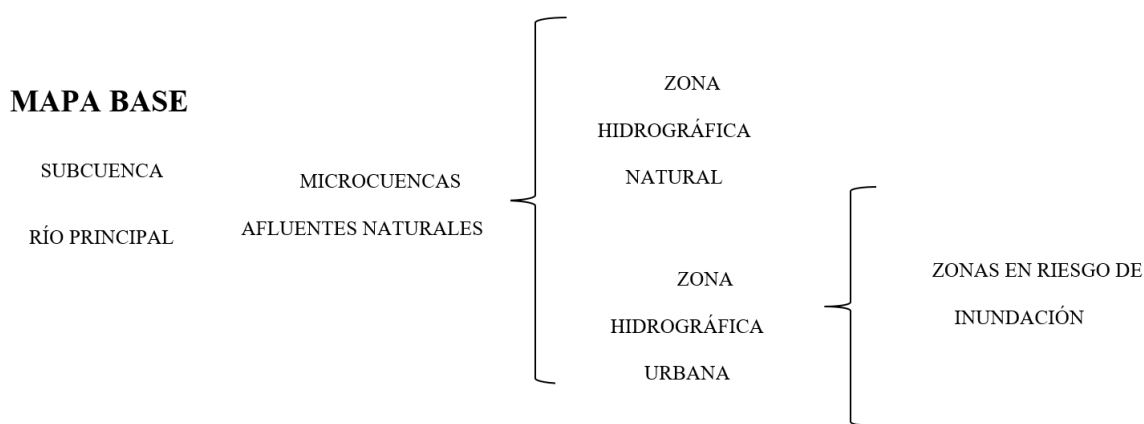 MAPA BASE
SUBCUENCA
RÍO PRINCIPAL
MICROCUENCAS
AFLUENTES NATURALES
ZONA
HIDROGRÁFICA
NATURAL
ZONA
HIDROGRÁFICA
URBANA
ZONAS EN RIESGO DE
INUNDACIÓN